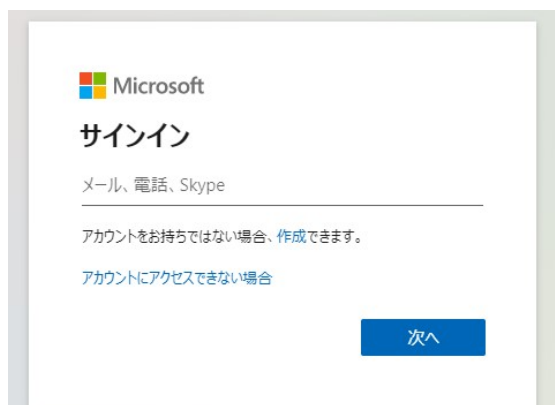 Microsoft
サインイン
メール、電話、Skype
アカウントをお持ちではない場合、作成できます。
アカウントにアクセスできない場合
次へ